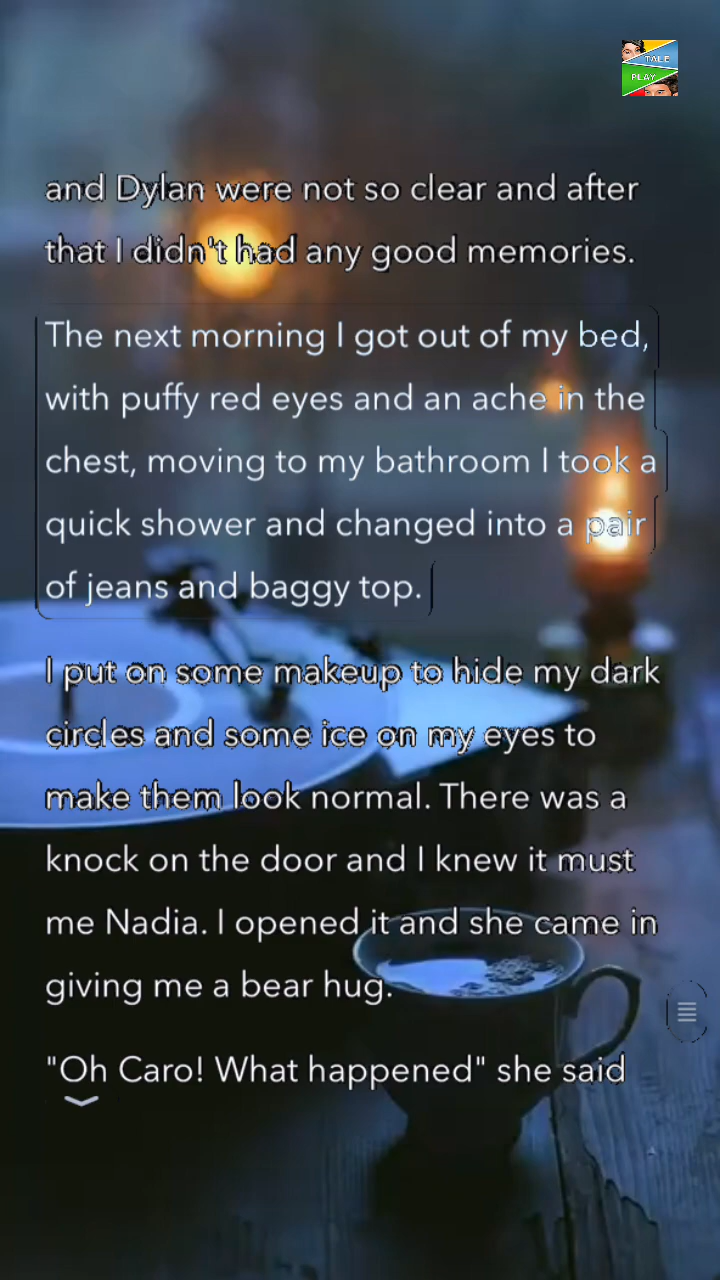 TALE
PLAY
and Dylan were not so clear and after
that I didn't had any good memories.
The next morning I got out of my bed,
with puffy red eyes and an ache in the
chest, moving to my bathroom I took a
quick shower and changed into a pair
of jeans and baggy top.
I put on some makeup to hide my dark
circles and some ice on my eyes to
make them look normal. There was a
knock on the door and I knew it must
me Nadia. I opened it and she came in
giving me a bear hug.
"Oh Caro! What happened" she said